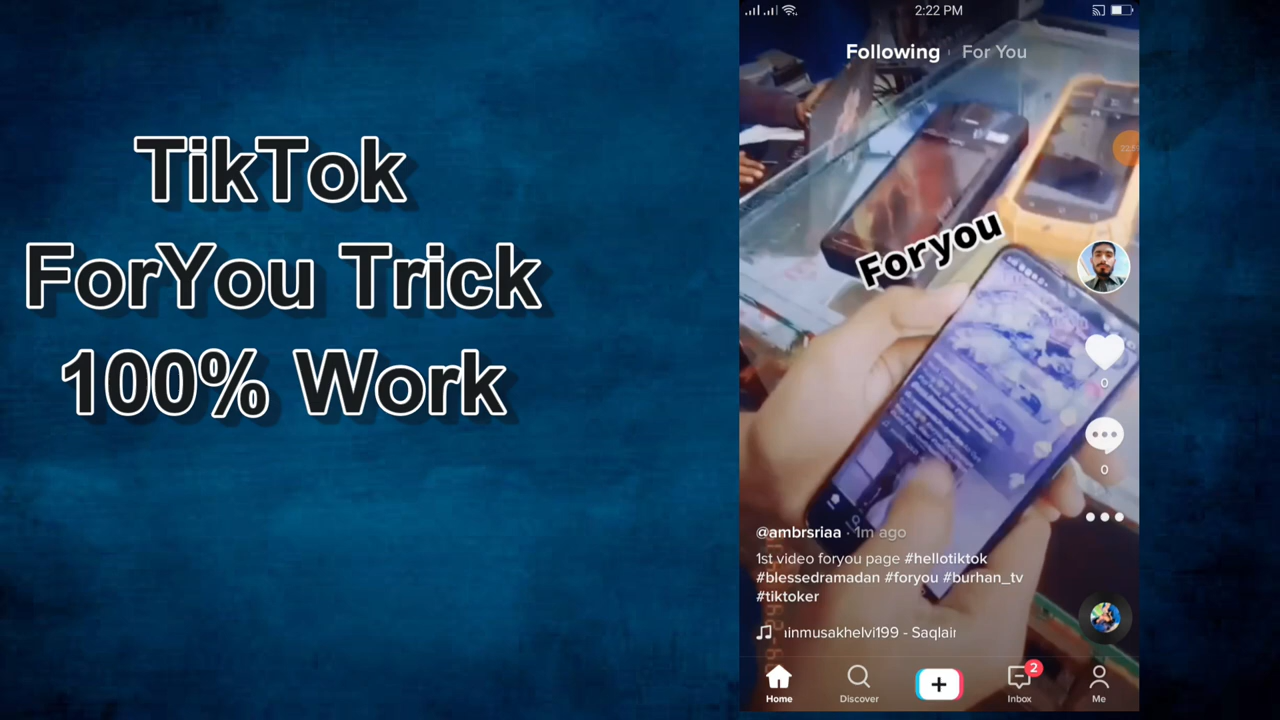 TikTok
ForYou Trick
100% Work
2:22 PM
Following
For You
Foryou
0
0
@ambrsriaa · 1m ago
1st video foryou page #hellotiktok
#blessedramadan #foryou #burhan_tv
#tiktoker
inmusakhelvi199 - Saqlain
2
Home
Discover
Inbox
Me